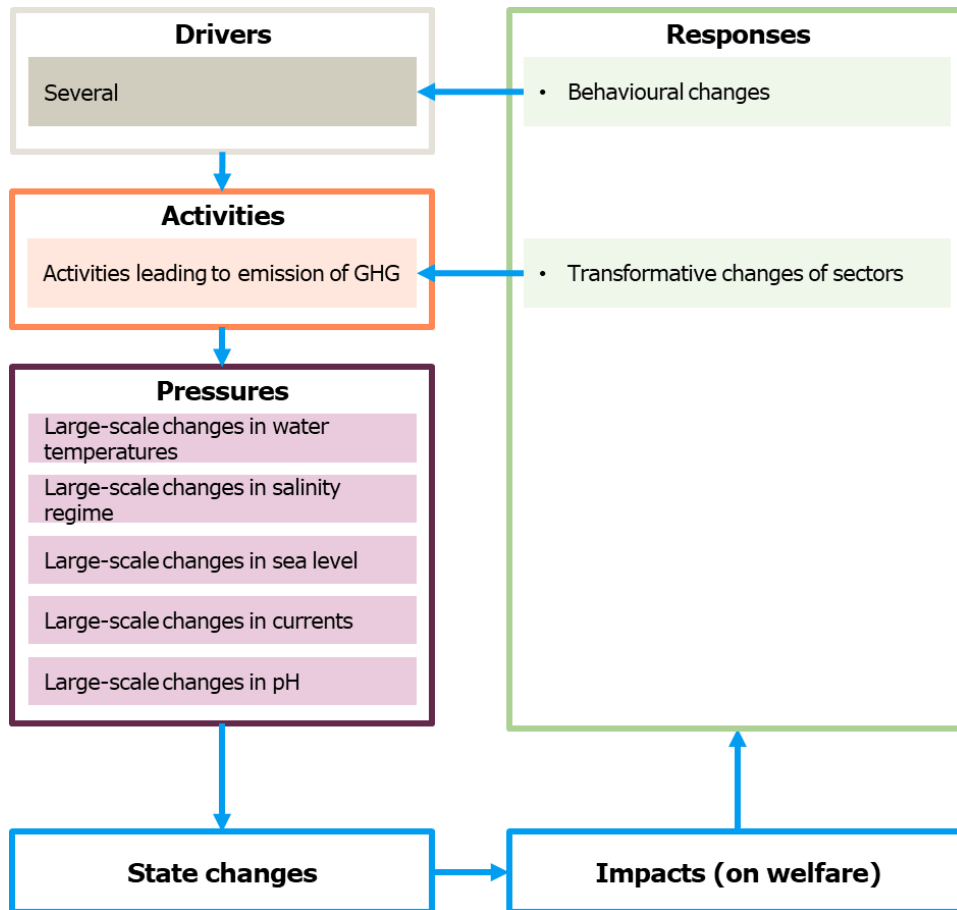 Drivers
Several
Activities
Activities leading to emission of GHG
Pressures
Large-scale changes in water
temperatures
Large-scale changes in salinity
regime
Large-scale changes in sea level
Large-scale changes in currents
Large-scale changes in pH
State changes
Responses
• Behavioural changes
• Transformative changes of sectors
Impacts (on welfare)